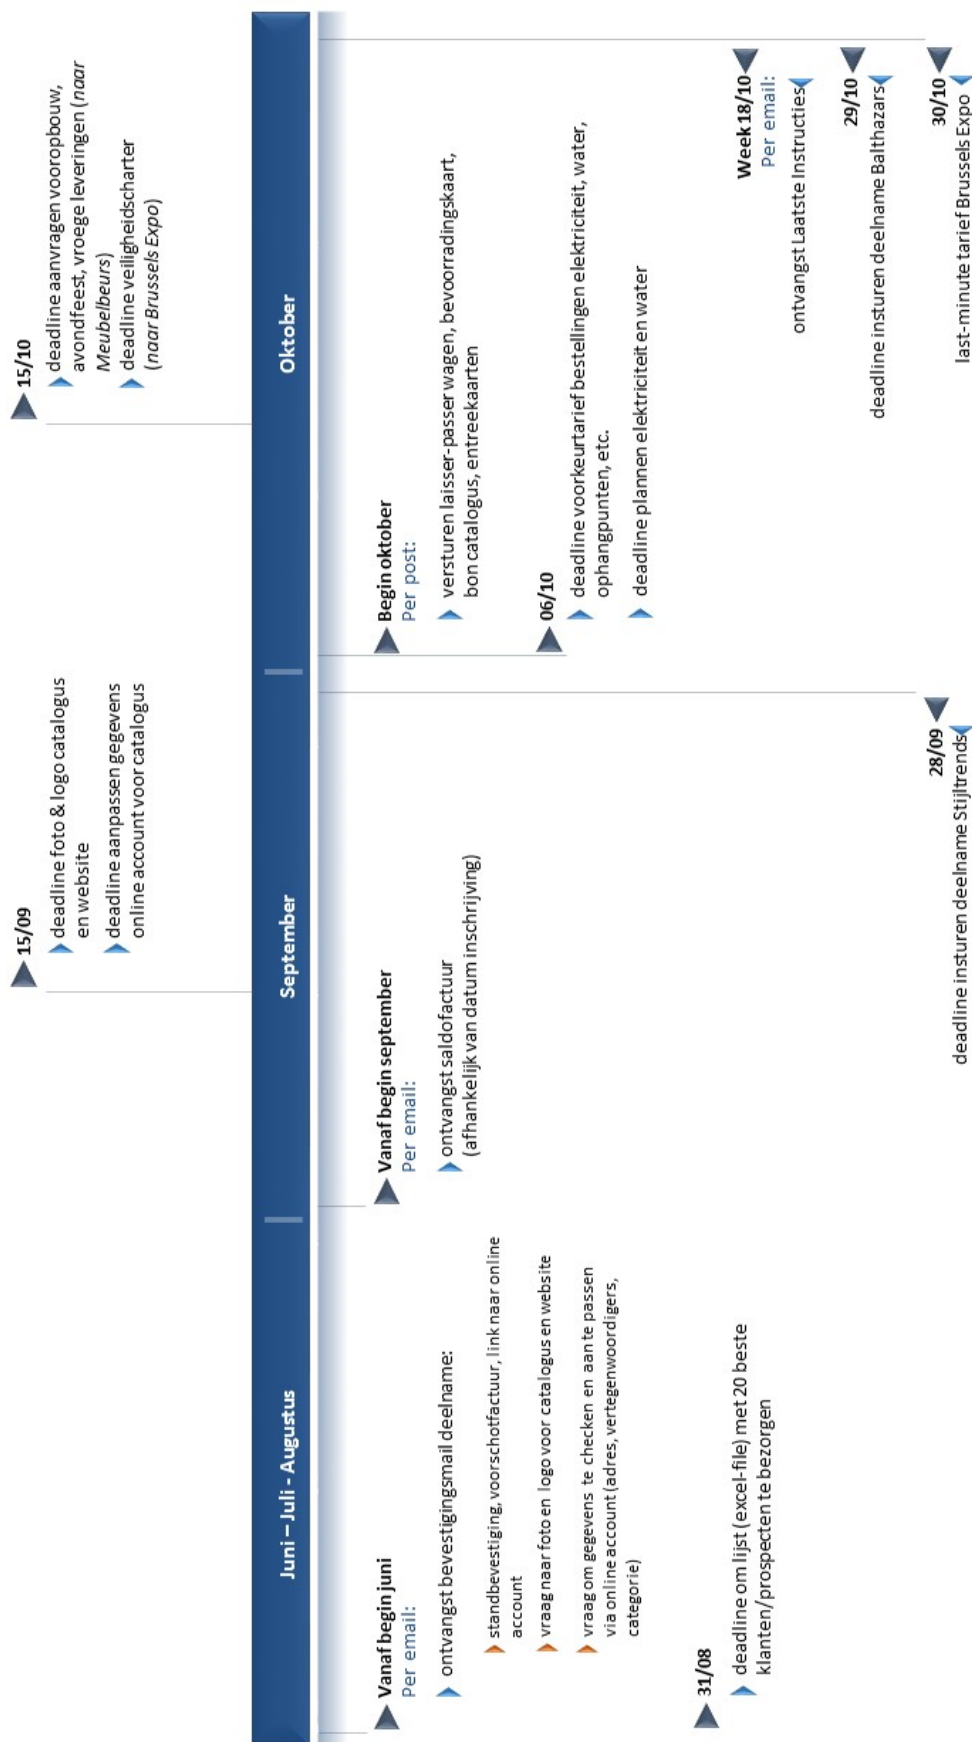 15/09
deadline foto & logo catalogus
en website
deadline aanpassen gegevens
online account voor catalogus
15/10
deadline aanvragen vooropbouw,
avondfeest, vroege leveringen (naar
Meubelbeurs)
deadline veiligheidscharter
(naar Brussels Expo)
Juni – Juli - Augustus
September
Oktober
Vanaf begin juni
Per email:
ontvangst bevestigingsmail deelname:
standbevestiging, voorschotfactuur, link naar online
account
vraag naar foto en logo voor catalogus en website
vraag om gegevens te checken en aan te passen
via online account (adres, vertegenwoordigers,
categorie)
31/08
deadline om lijst (excel-file) met 20 beste
klanten/prospecten te bezorgen
Vanaf begin september
Per email:
ontvangst saldofactuur
(afhankelijk van datum inschrijving)
28/09
deadline insturen deelname Stijltrends
Begin oktober
Per post:
versturen laisser-passer wagen, bevoorradingskaart,
bon catalogus, entreekaarten
06/10
deadline voorkeurtarief bestellingen elektriciteit, water,
ophangpunten, etc.
deadline plannen elektriciteit en water
Week 18/10
Per email:
ontvangst Laatste Instructies
29/10
deadline insturen deelname Balthazars
30/10
last-minute tarief Brussels Expo